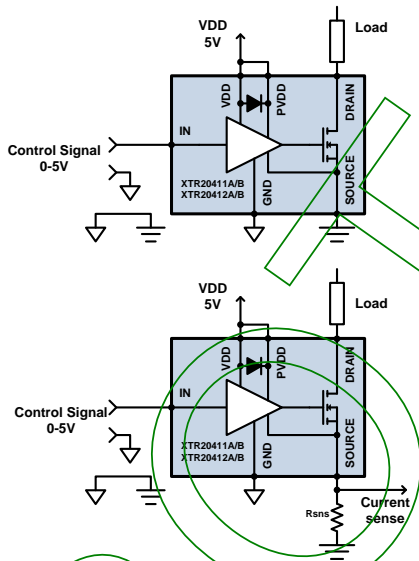 VDD
5V
Load
VDD
PVDD
DRAIN
IN
Control Signal
0-5V
XTR20411A/B
XTR20412A/B
GND
SOURCE
VDD
5V
Load
VDD
PVDD
DRAIN
IN
Control Signal
0-5V
XTR20411A/B
XTR20412A/B
GND
SOURCE
Rsns
Current
sense